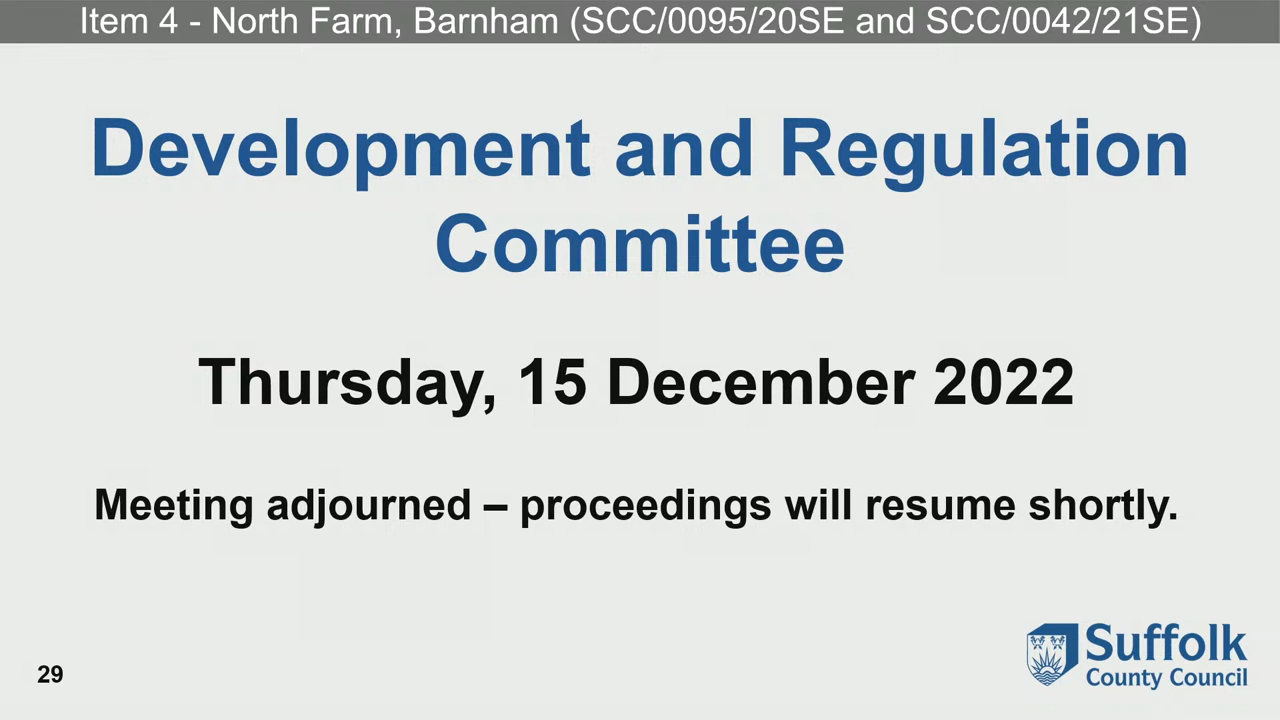 Item 4 - North Farm, Barnham (SCC/0095/20SE and SCC/0042/21SE)
Development and Regulation
Committee
Thursday, 15 December 2022
Meeting adjourned – proceedings will resume shortly.
29
Suffolk
County Council